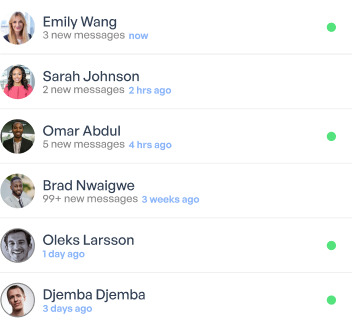 Emily Wang
3 new messages now
Sarah Johnson
2 new messages 2 hrs ago
Omar Abdul
5 new messages 4 hrs ago
Brad Nwaigwe
99+ new messages 3 weeks ago
Oleks Larsson
1 day ago
Djemba Djemba
3 days ago